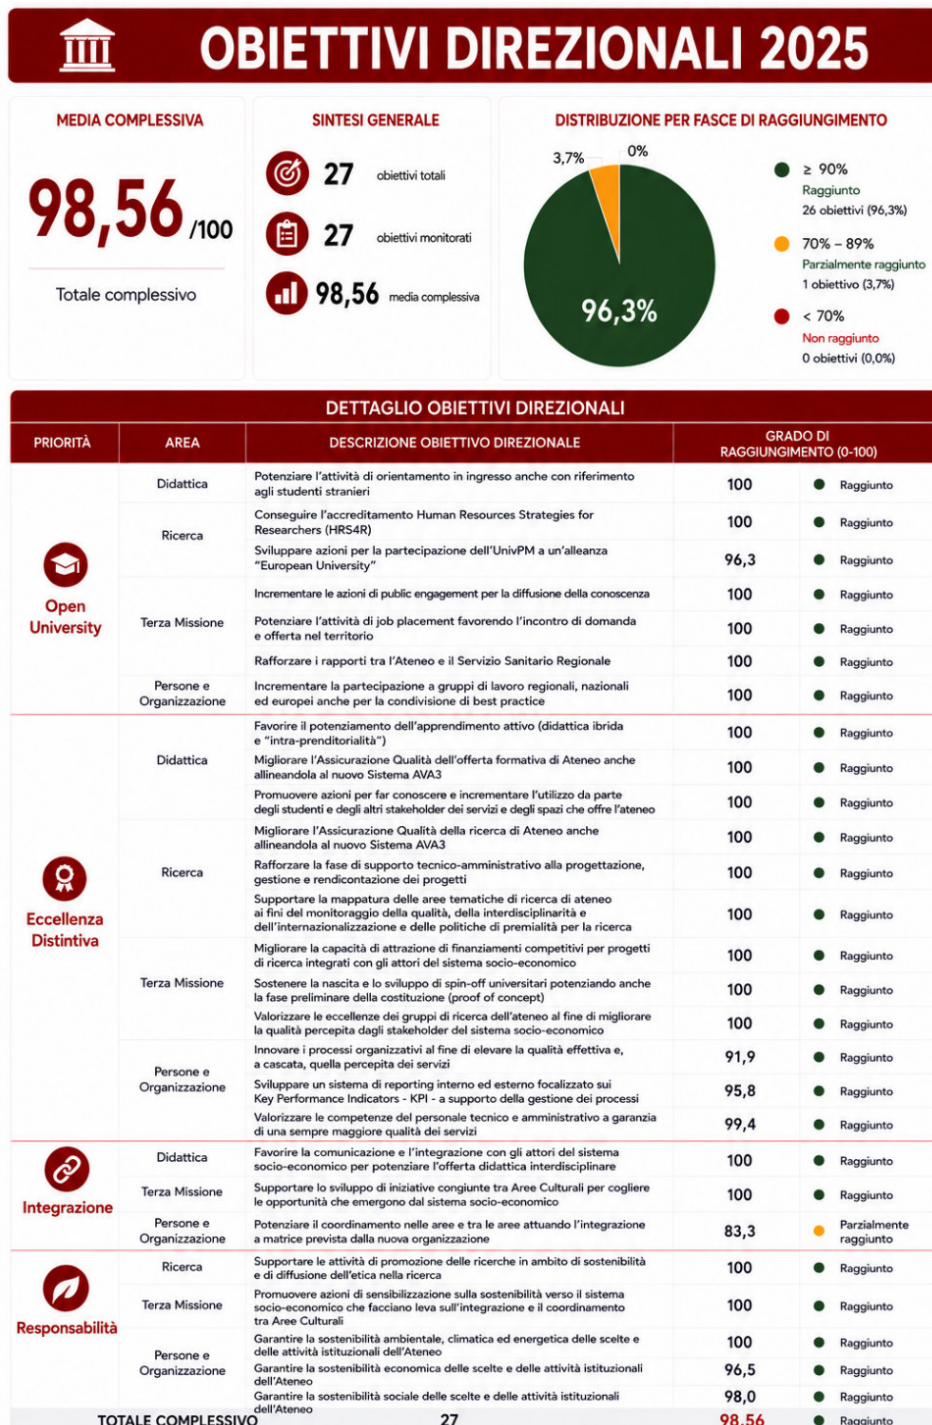 OBIETTIVI DIREZIONALI 2025
MEDIA COMPLESSIVA
98,56 /100
Totale complessivo
SINTESI GENERALE
27 obiettivi totali
27 obiettivi monitorati
98,56 media complessiva
DISTRIBUZIONE PER FASCE DI RAGGIUNGIMENTO
3,7%
0%
96,3%
≥ 90%
Raggiunto
26 obiettivi (96,3%)
70% – 89%
Parzialmente raggiunto
1 obiettivo (3,7%)
< 70%
Non raggiunto
0 obiettivi (0,0%)
DETTAGLIO OBIETTIVI DIREZIONALI
PRIORITÀ
AREA
DESCRIZIONE OBIETTIVO DIREZIONALE
GRADO DI
RAGGIUNGIMENTO (0-100)
Open
University
Didattica
Potenziare l'attività di orientamento in ingresso anche con riferimento
agli studenti stranieri
100
Raggiunto
Ricerca
Conseguire l'accreditamento Human Resources Strategies for
Researchers (HRS4R)
100
Raggiunto
Sviluppare azioni per la partecipazione dell'UnivPM a un'alleanza
"European University"
96,3
Raggiunto
Terza Missione
Incrementare le azioni di public engagement per la diffusione della conoscenza
100
Raggiunto
Potenziare l'attività di job placement favorendo l'incontro di domanda
e offerta nel territorio
100
Raggiunto
Rafforzare i rapporti tra l'Ateneo e il Servizio Sanitario Regionale
100
Raggiunto
Persone e
Organizzazione
Incrementare la partecipazione a gruppi di lavoro regionali, nazionali
ed europei anche per la condivisione di best practice
100
Raggiunto
Eccellenza
Distintiva
Didattica
Favorire il potenziamento dell'apprendimento attivo (didattica ibrida
e "intra-prenditorialità")
100
Raggiunto
Migliorare l'Assicurazione Qualità dell'offerta formativa di Ateneo anche
allineandola al nuovo Sistema AVA3
100
Raggiunto
Promuovere azioni per far conoscere e incrementare l'utilizzo da parte
degli studenti e degli altri stakeholder dei servizi e degli spazi che offre l'ateneo
100
Raggiunto
Ricerca
Migliorare l'Assicurazione Qualità della ricerca di Ateneo anche
allineandola al nuovo Sistema AVA3
100
Raggiunto
Rafforzare la fase di supporto tecnico-amministrativo alla progettazione,
gestione e rendicontazione dei progetti
100
Raggiunto
Supportare la mappatura delle aree tematiche di ricerca di ateneo
ai fini del monitoraggio della qualità, della interdisciplinarità e
dell'internazionalizzazione e delle politiche di premialità per la ricerca
100
Raggiunto
Terza Missione
Migliorare la capacità di attrazione di finanziamenti competitivi per progetti
di ricerca integrati con gli attori del sistema socio-economico
100
Raggiunto
Sostenere la nascita e lo sviluppo di spin-off universitari potenziando anche
la fase preliminare della costituzione (proof of concept)
100
Raggiunto
Valorizzare le eccellenze dei gruppi di ricerca dell'ateneo al fine di migliorare
la qualità percepita dagli stakeholder del sistema socio-economico
100
Raggiunto
Persone e
Organizzazione
Innovare i processi organizzativi al fine di elevare la qualità effettiva e,
a cascata, quella percepita dei servizi
91,9
Raggiunto
Sviluppare un sistema di reporting interno ed esterno focalizzato sui
Key Performance Indicators - KPI - a supporto della gestione dei processi
95,8
Raggiunto
Valorizzare le competenze del personale tecnico e amministrativo a garanzia
di una sempre maggiore qualità dei servizi
99,4
Raggiunto
Integrazione
Didattica
Favorire la comunicazione e l'integrazione con gli attori del sistema
socio-economico per potenziare l'offerta didattica interdisciplinare
100
Raggiunto
Terza Missione
Supportare lo sviluppo di iniziative congiunte tra Aree Culturali per cogliere
le opportunità che emergono dal sistema socio-economico
100
Raggiunto
Persone e
Organizzazione
Potenziare il coordinamento nelle aree e tra le aree attuando l'integrazione
a matrice prevista dalla nuova organizzazione
83,3
Parzialmente
raggiunto
Responsabilità
Ricerca
Supportare le attività di promozione delle ricerche in ambito di sostenibilità
e di diffusione dell'etica nella ricerca
100
Raggiunto
Terza Missione
Promuovere azioni di sensibilizzazione sulla sostenibilità verso il sistema
socio-economico che facciano leva sull'integrazione e il coordinamento
tra Aree Culturali
100
Raggiunto
Persone e
Organizzazione
Garantire la sostenibilità ambientale, climatica ed energetica delle scelte e
delle attività istituzionali dell'Ateneo
100
Raggiunto
Garantire la sostenibilità economica delle scelte e delle attività istituzionali
dell'Ateneo
96,5
Raggiunto
Garantire la sostenibilità sociale delle scelte e delle attività istituzionali
dell'Ateneo
98,0
Raggiunto
TOTALE COMPLESSIVO
27
98,56
Raggiunto